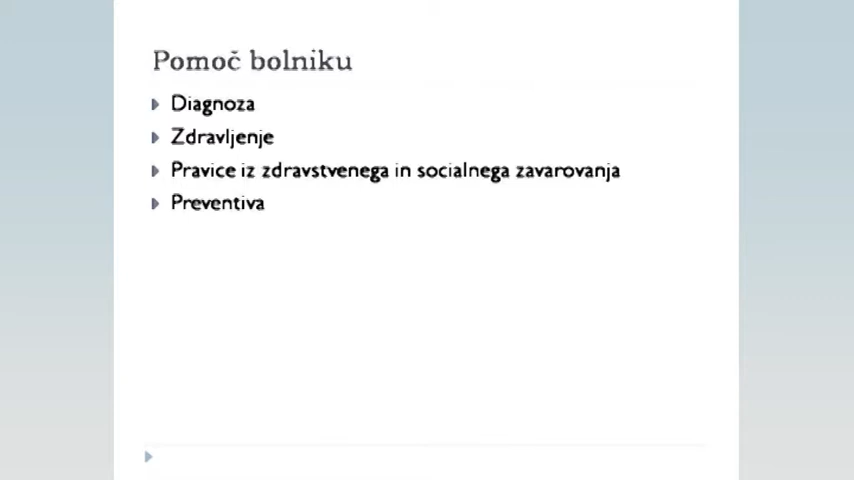 Pomoč bolniku
Diagnoza
Zdravljenje
Pravice iz zdravstvenega in socialnega zavarovanja
Preventiva